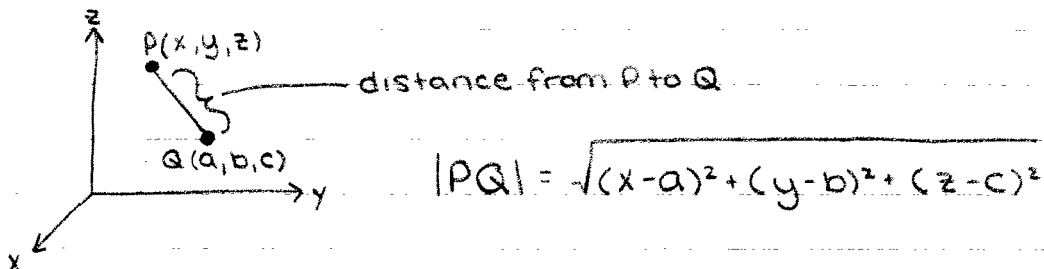 z
P(x,y,z)
distance from P to Q
Q(a,b,c)
|PQ| = √(x-a)²+(y-b)²+(z-c)²
y
x